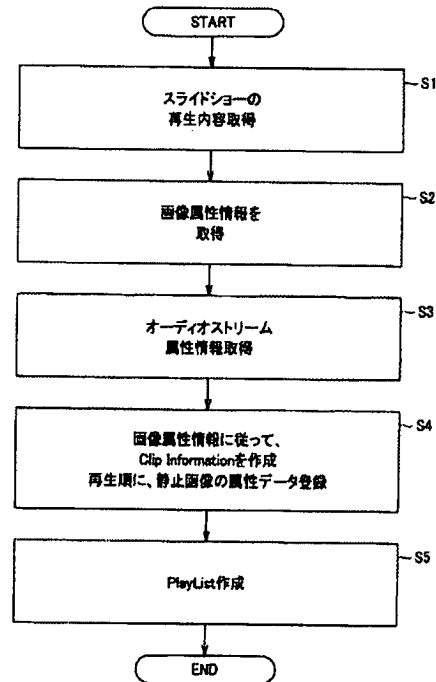 START
S1
スライドショーの
再生内容取得
S2
画像属性情報を
取得
S3
オーディオストリーム
属性情報取得
S4
画像属性情報に従って、
Clip Informationを作成
再生順に、静止画像の属性データ登録
S5
PlayList作成
END